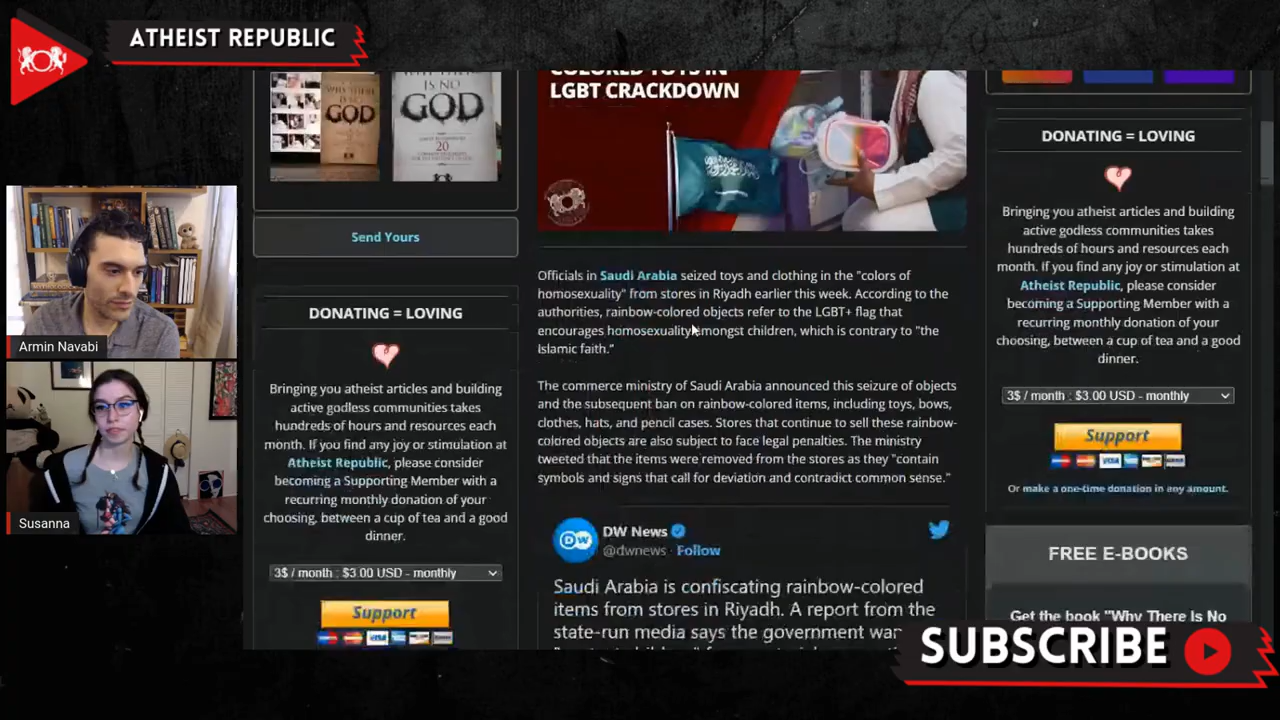 ATHEIST REPUBLIC
WHY THERE
IS NO
GOD
IS NO
GOD
20
Send Yours
DONATING = LOVING
Bringing you atheist articles and building
active godless communities takes
hundreds of hours and resources each
month. If you find any joy or stimulation at
Atheist Republic, please consider
becoming a Supporting Member with a
recurring monthly donation of your
choosing, between a cup of tea and a good
dinner.
3$ / month : $3.00 USD - monthly
Support
VISA
COLORED TOYS IN
LGBT CRACKDOWN
Officials in Saudi Arabia seized toys and clothing in the "colors of
homosexuality" from stores in Riyadh earlier this week. According to the
authorities, rainbow-colored objects refer to the LGBT+ flag that
encourages homosexuality amongst children, which is contrary to "the
Islamic faith."
The commerce ministry of Saudi Arabia announced this seizure of objects
and the subsequent ban on rainbow-colored items, including toys, bows,
clothes, hats, and pencil cases. Stores that continue to sell these rainbow-
colored objects are also subject to face legal penalties. The ministry
tweeted that the items were removed from the stores as they "contain
symbols and signs that call for deviation and contradict common sense."
DW
DW News
@dwnews · Follow
Saudi Arabia is confiscating rainbow-colored
items from stores in Riyadh. A report from the
state-run media says the government wan
DONATING = LOVING
Bringing you atheist articles and building
active godless communities takes
hundreds of hours and resources each
month. If you find any joy or stimulation at
Atheist Republic, please consider
becoming a Supporting Member with a
recurring monthly donation of your
choosing, between a cup of tea and a good
dinner.
3$ / month : $3.00 USD - monthly
Support
VISA
Or make a one-time donation in any amount.
FREE E-BOOKS
Get the book "Why There Is No
Armin Navabi
Susanna
SUBSCRIBE